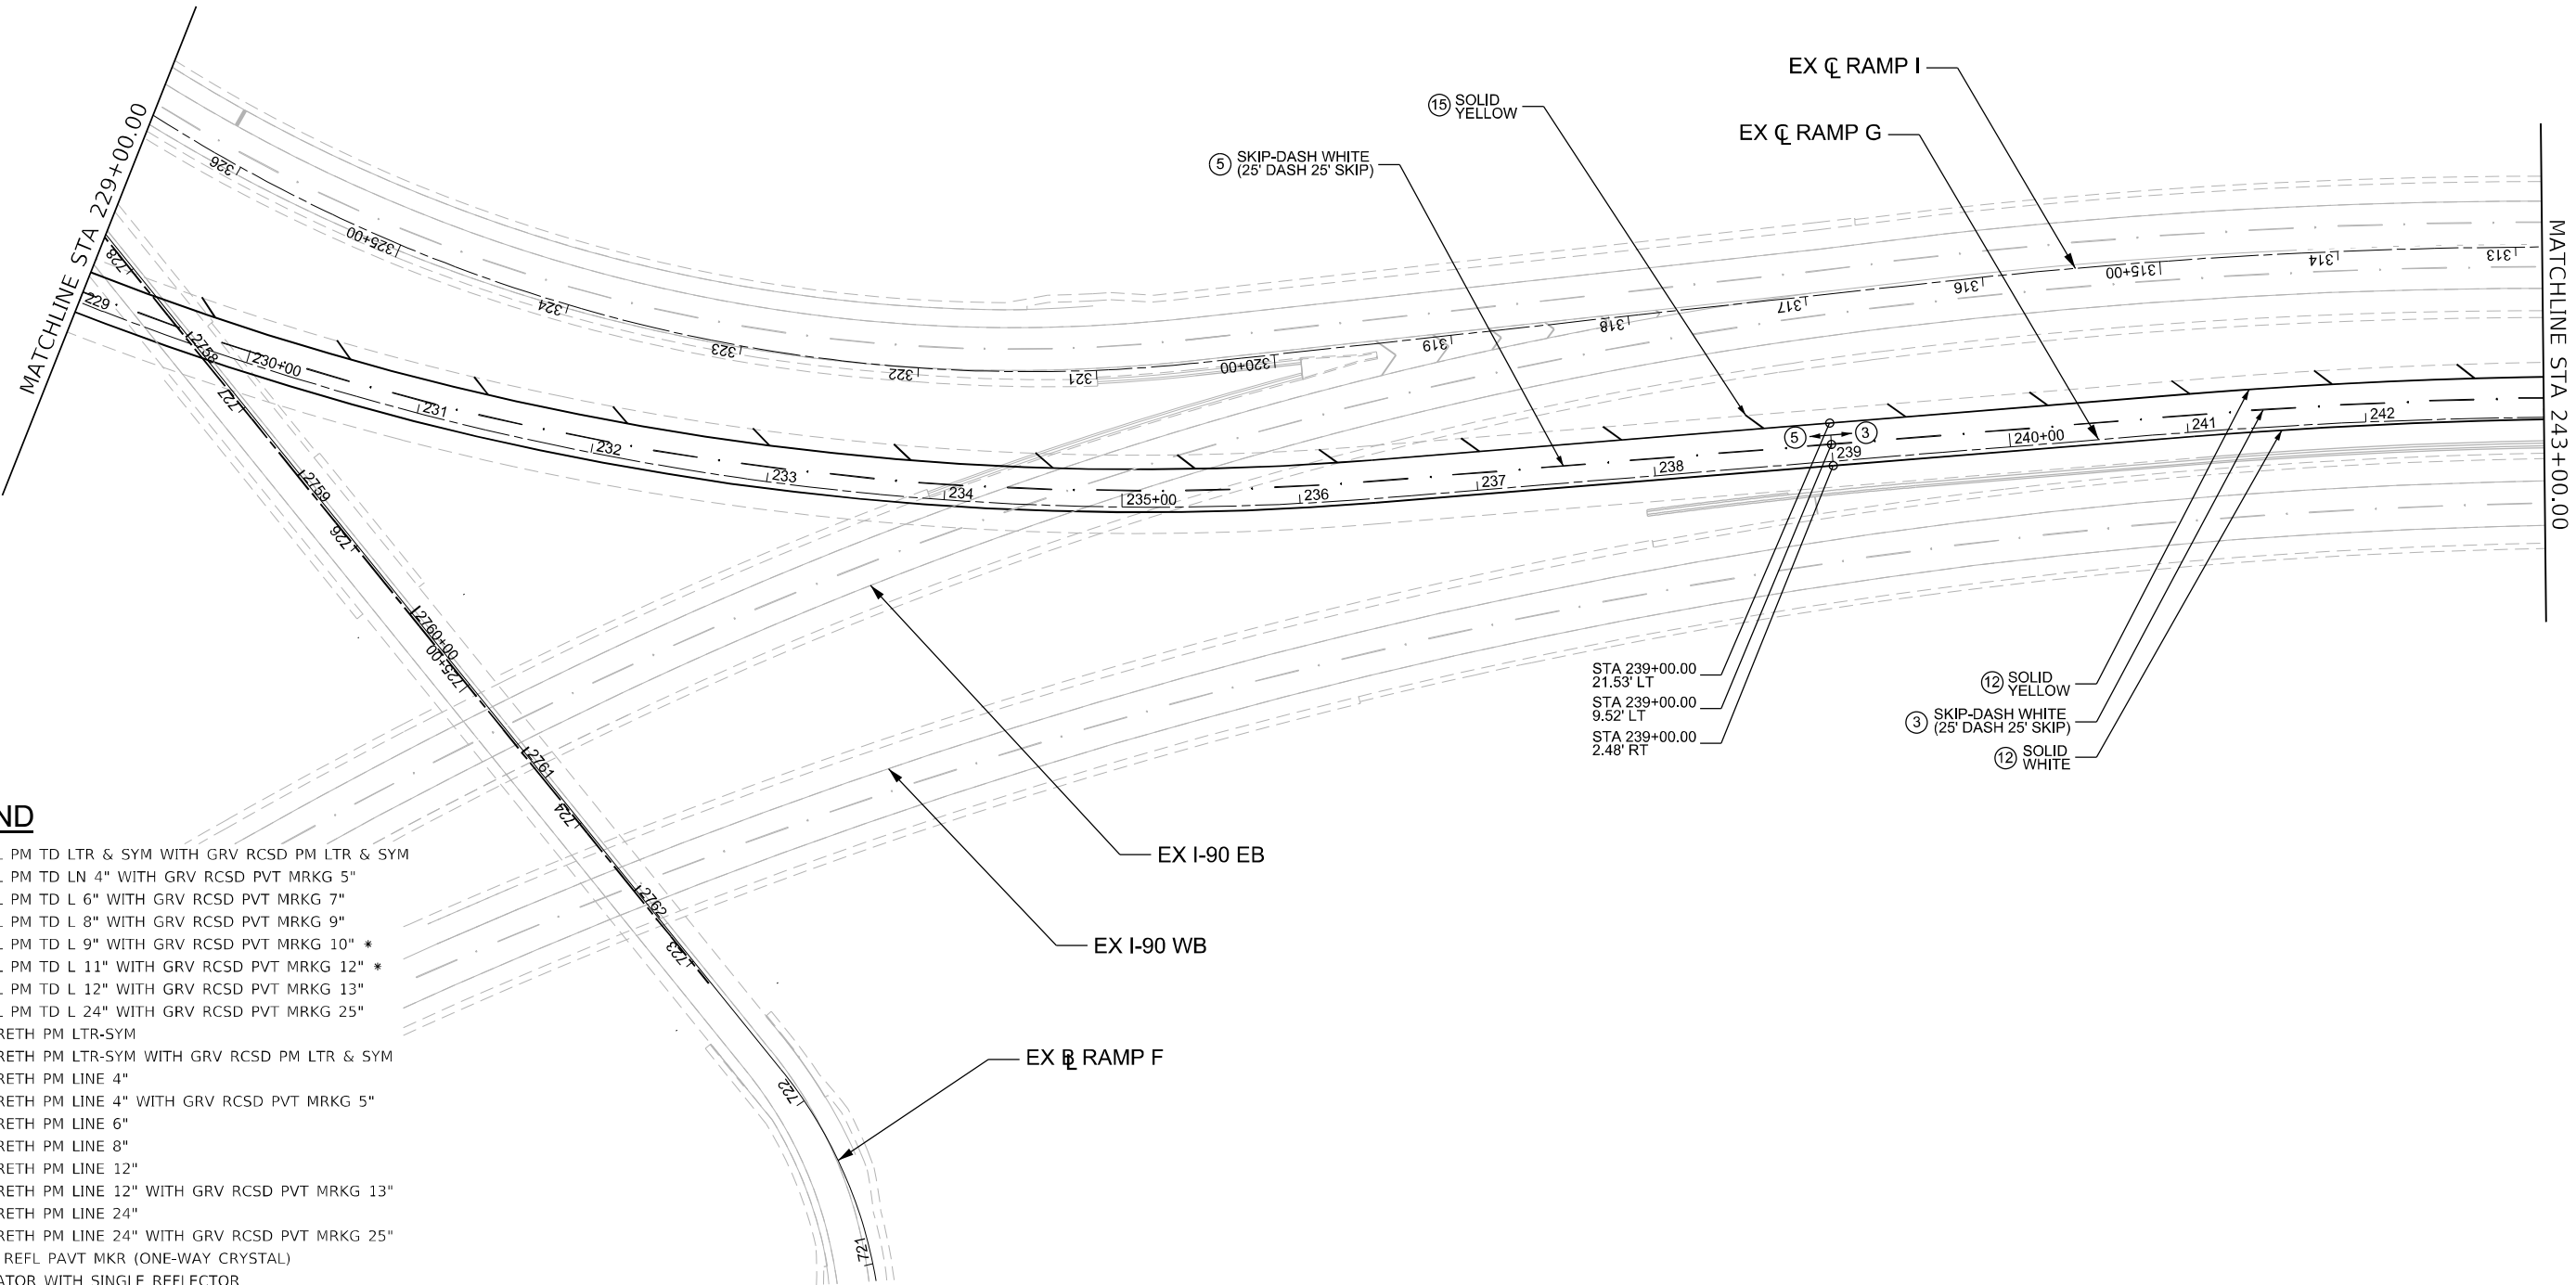 EX CL RAMP I
15 SOLID
YELLOW
EX CL RAMP G
5 SKIP-DASH WHITE
(25' DASH 25' SKIP)
MATCHLINE STA 229+00.00
MATCHLINE STA 243+00.00
326
325+00
324
323
322
321
320+00
319
318
317
316
315+00
314
313
728
229
2758
230+00
727
231
232
233
234
235+00
236
237
238
239
240+00
241
242
5
3
2759
726
2760+00
725+00
2761
724
2762
723
722
721
STA 239+00.00
21.53' LT
STA 239+00.00
9.52' LT
STA 239+00.00
2.48' RT
12 SOLID
YELLOW
3 SKIP-DASH WHITE
(25' DASH 25' SKIP)
12 SOLID
WHITE
EX I-90 EB
EX I-90 WB
EX BL RAMP F
ND
PM TD LTR & SYM WITH GRV RCSD PM LTR & SYM
PM TD LN 4" WITH GRV RCSD PVT MRKG 5"
PM TD L 6" WITH GRV RCSD PVT MRKG 7"
PM TD L 8" WITH GRV RCSD PVT MRKG 9"
PM TD L 9" WITH GRV RCSD PVT MRKG 10" *
PM TD L 11" WITH GRV RCSD PVT MRKG 12" *
PM TD L 12" WITH GRV RCSD PVT MRKG 13"
PM TD L 24" WITH GRV RCSD PVT MRKG 25"
RETH PM LTR-SYM
RETH PM LTR-SYM WITH GRV RCSD PM LTR & SYM
RETH PM LINE 4"
RETH PM LINE 4" WITH GRV RCSD PVT MRKG 5"
RETH PM LINE 6"
RETH PM LINE 8"
RETH PM LINE 12"
RETH PM LINE 12" WITH GRV RCSD PVT MRKG 13"
RETH PM LINE 24"
RETH PM LINE 24" WITH GRV RCSD PVT MRKG 25"
REFL PAVT MKR (ONE-WAY CRYSTAL)
ATOR WITH SINGLE REFLECTOR